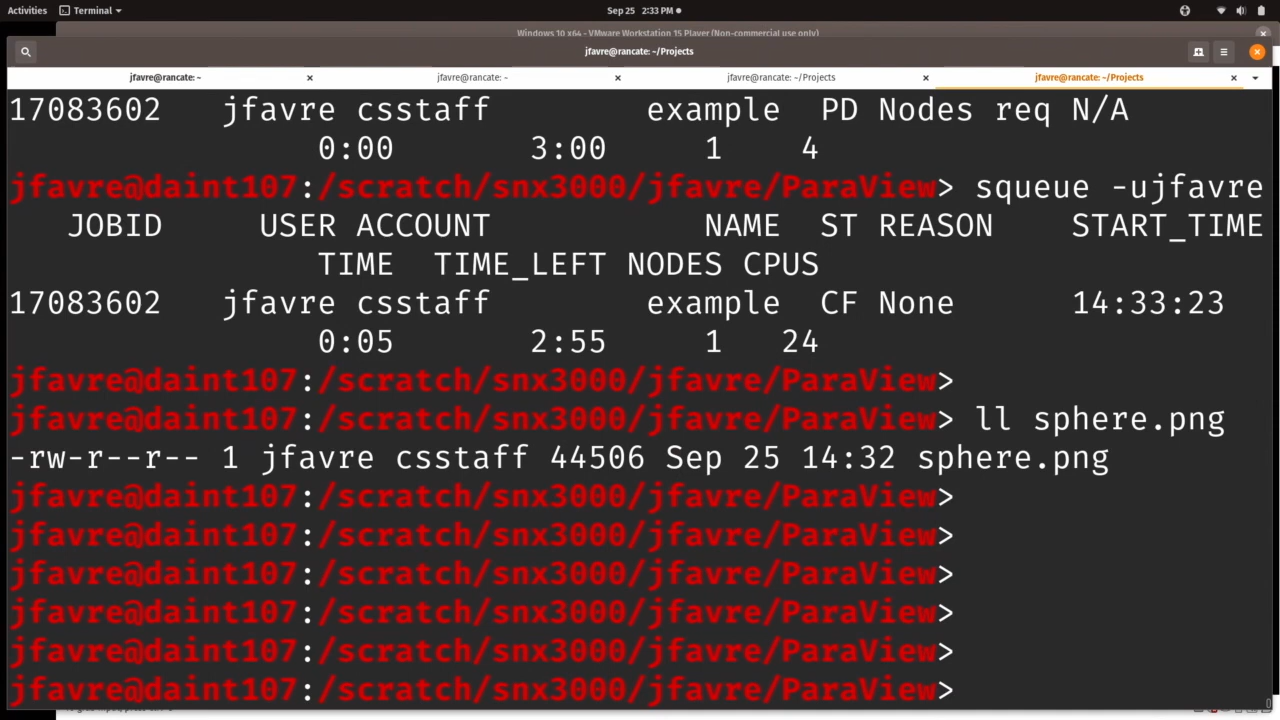 Activities Terminal Sep 25 2:33 PM
Windows 10 x64 - VMware Workstation 15 Player (Non-commercial use only)
jfavre@rancate: ~/Projects
jfavre@rancate: ~ jfavre@rancate: ~ jfavre@rancate: ~/Projects jfavre@rancate: ~/Projects
17083602 jfavre csstaff example PD Nodes req N/A
0:00 3:00 1 4
jfavre@daint107:/scratch/snx3000/jfavre/ParaView> squeue -ujfavre
JOBID USER ACCOUNT NAME ST REASON START_TIME
TIME TIME_LEFT NODES CPUS
17083602 jfavre csstaff example CF None 14:33:23
0:05 2:55 1 24
jfavre@daint107:/scratch/snx3000/jfavre/ParaView>
jfavre@daint107:/scratch/snx3000/jfavre/ParaView> ll sphere.png
-rw-r--r-- 1 jfavre csstaff 44506 Sep 25 14:32 sphere.png
jfavre@daint107:/scratch/snx3000/jfavre/ParaView>
jfavre@daint107:/scratch/snx3000/jfavre/ParaView>
jfavre@daint107:/scratch/snx3000/jfavre/ParaView>
jfavre@daint107:/scratch/snx3000/jfavre/ParaView>
jfavre@daint107:/scratch/snx3000/jfavre/ParaView>
jfavre@daint107:/scratch/snx3000/jfavre/ParaView>